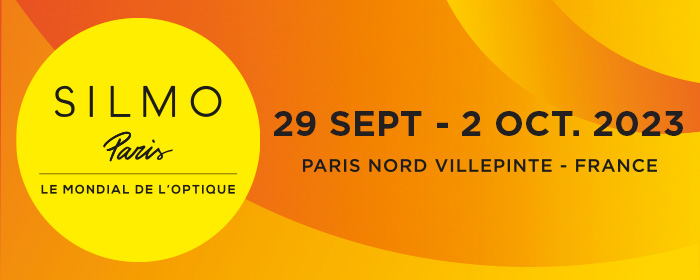 SILMO
Paris
LE MONDIAL DE L'OPTIQUE
29 SEPT - 2 OCT. 2023
PARIS NORD VILLEPINTE - FRANCE